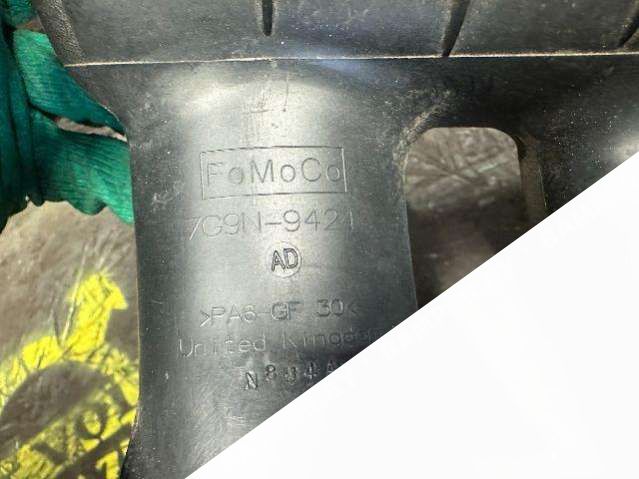 FoMoCo
7G9N-9424
AD
>PA6-GF 30<
United Kingdom